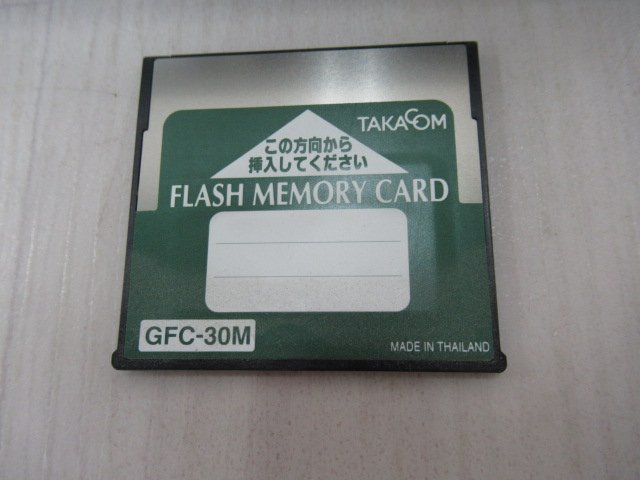 TAKACOM
この方向から
挿入してください
FLASH MEMORY CARD
GFC-30M
MADE IN THAILAND